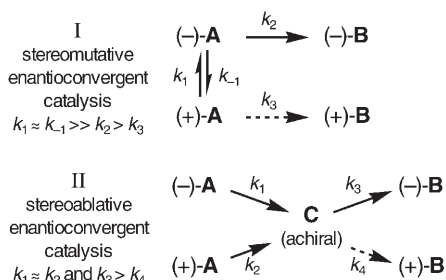 I
stereomutative
enantioconvergent
catalysis
k₁ ≈ k₋₁ >> k₂ > k₃
(–)-A k₂ (–)-B
k₁ k₋₁
(+)-A k₃ (+)-B
II
stereoablative
enantioconvergent
catalysis
k₁ ≈ k₂ and k₃ > k₄
(–)-A k₁ k₃ (–)-B
C
(achiral)
(+)-A k₂ k₄ (+)-B